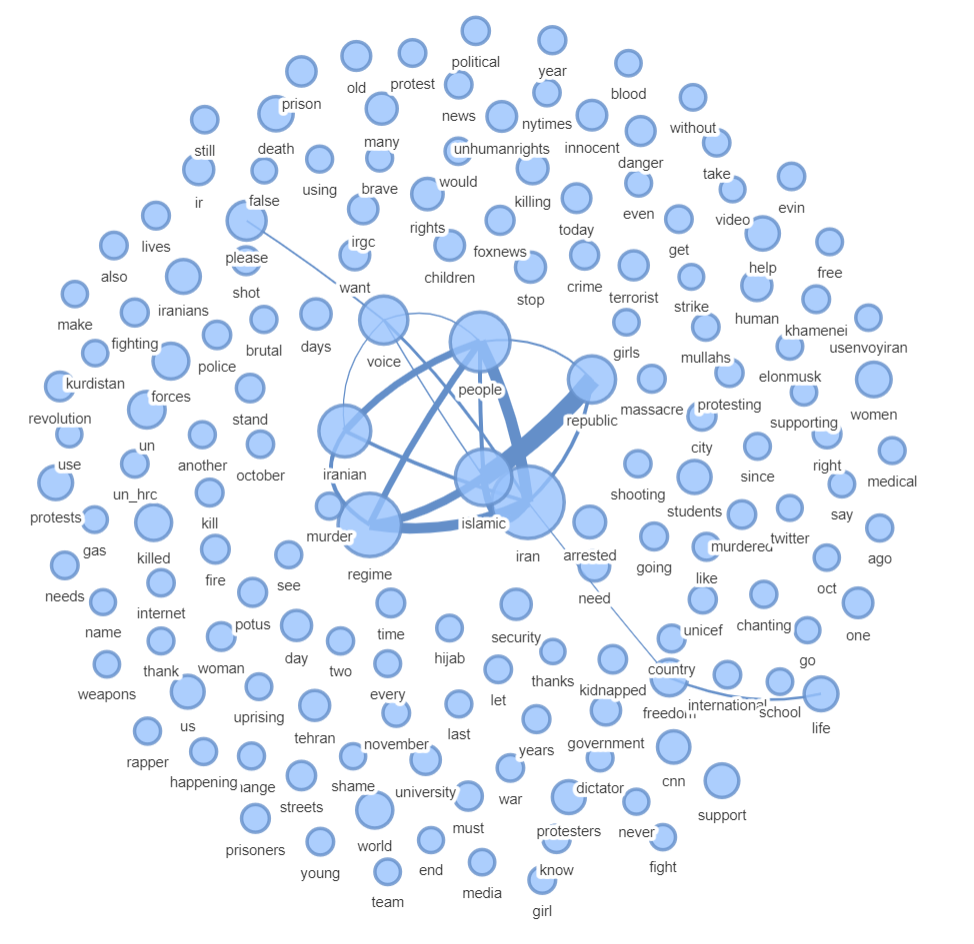 political
year
old
protest
blood
prison
news
nytimes
without
many
death
unhumanrights
innocent
still
danger
take
would
using
brave
false
ir
killing
video
evin
rights
today
even
lives
irgc
foxnews
get
please
help
free
also
children
want
crime
stop
terrorist
shot
strike
iranians
human
make
khamenei
fighting
usenvoyiran
brutal
days
girls
mullahs
voice
police
elonmusk
kurdistan
people
forces
massacre
protesting
stand
republic
revolution
supporting
women
un
city
another
october
since
right
iranian
medical
use
un_hrc
shooting
students
say
protests
kill
islamic
murder
murdered
twitter
gas
killed
iran
arrested
ago
going
regime
like
fire
see
oct
needs
need
internet
name
potus
unicef
chanting
time
security
one
hijab
day
two
woman
go
thank
country
thanks
weapons
kidnapped
every
let
international
school
us
uprising
freedom
last
life
tehran
november
years
government
rapper
happening
shame
cnn
streets
university
war
dictator
support
must
protesters
never
prisoners
world
fight
end
know
young
media
team
girl